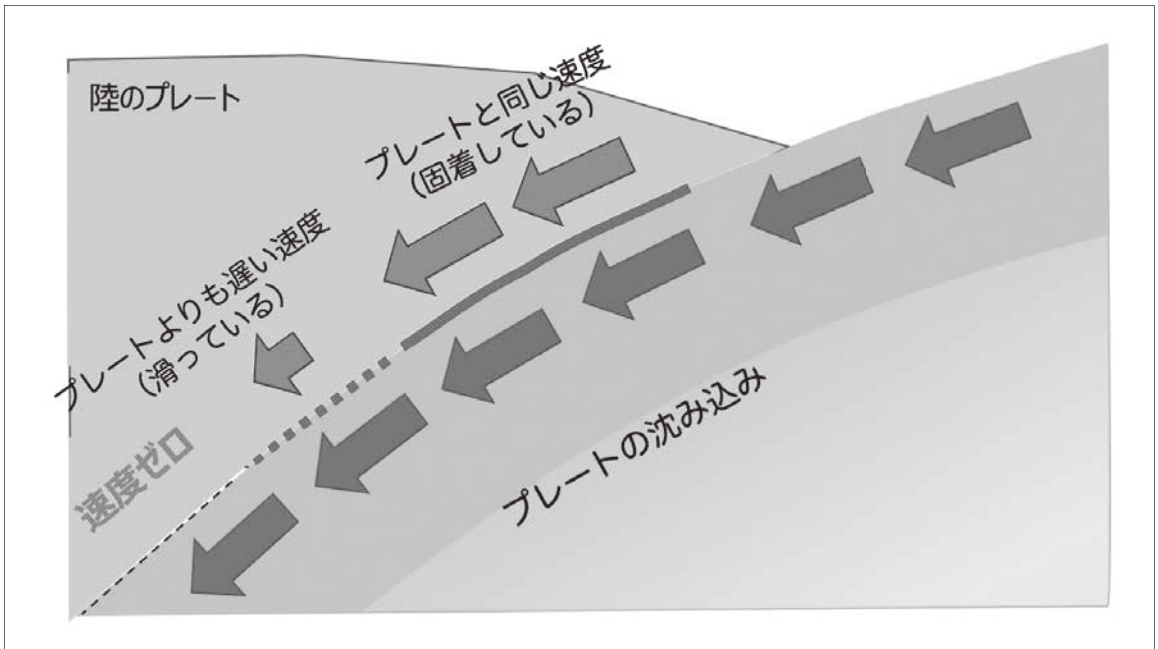 陸のプレート
プレートと同じ速度
(固着している)
プレートよりも遅い速度
(滑っている)
速度ゼロ
プレートの沈み込み